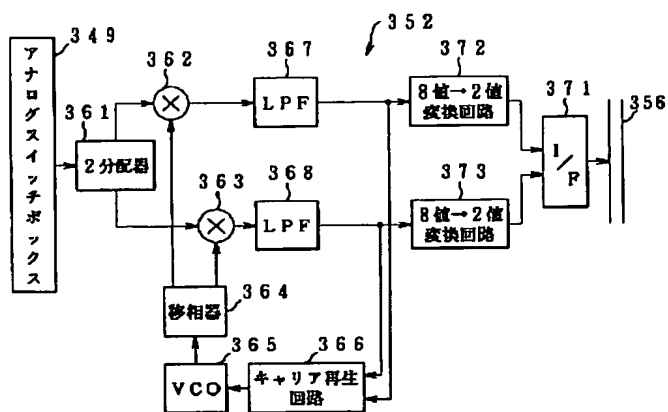 349
アナログスイッチボックス
361
2分配器
362
363
367
LPF
368
LPF
352
372
8値→2値
変換回路
373
8値→2値
変換回路
371
I/F
356
364
移相器
365
VCO
366
キャリア再生
回路